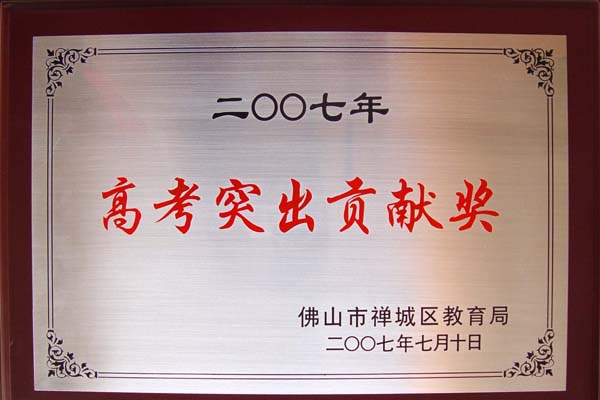 二〇〇七年
高考突出贡献奖
佛山市禅城区教育局
二〇〇七年七月十日